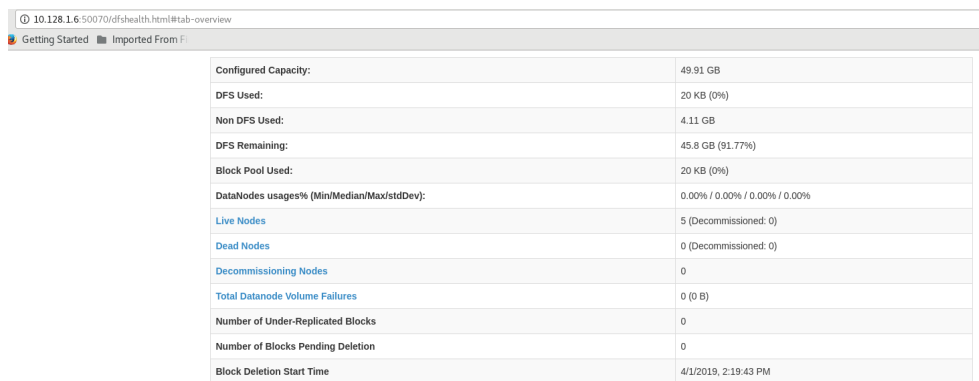 10.128.1.6:50070/dfshealth.html#tab-overview
Getting Started Imported From
Configured Capacity: 49.91 GB
DFS Used: 20 KB (0%)
Non DFS Used: 4.11 GB
DFS Remaining: 45.8 GB (91.77%)
Block Pool Used: 20 KB (0%)
DataNodes usages% (Min/Median/Max/stdDev): 0.00% / 0.00% / 0.00% / 0.00%
Live Nodes 5 (Decommissioned: 0)
Dead Nodes 0 (Decommissioned: 0)
Decommissioning Nodes 0
Total Datanode Volume Failures 0 (0 B)
Number of Under-Replicated Blocks 0
Number of Blocks Pending Deletion 0
Block Deletion Start Time 4/1/2019, 2:19:43 PM